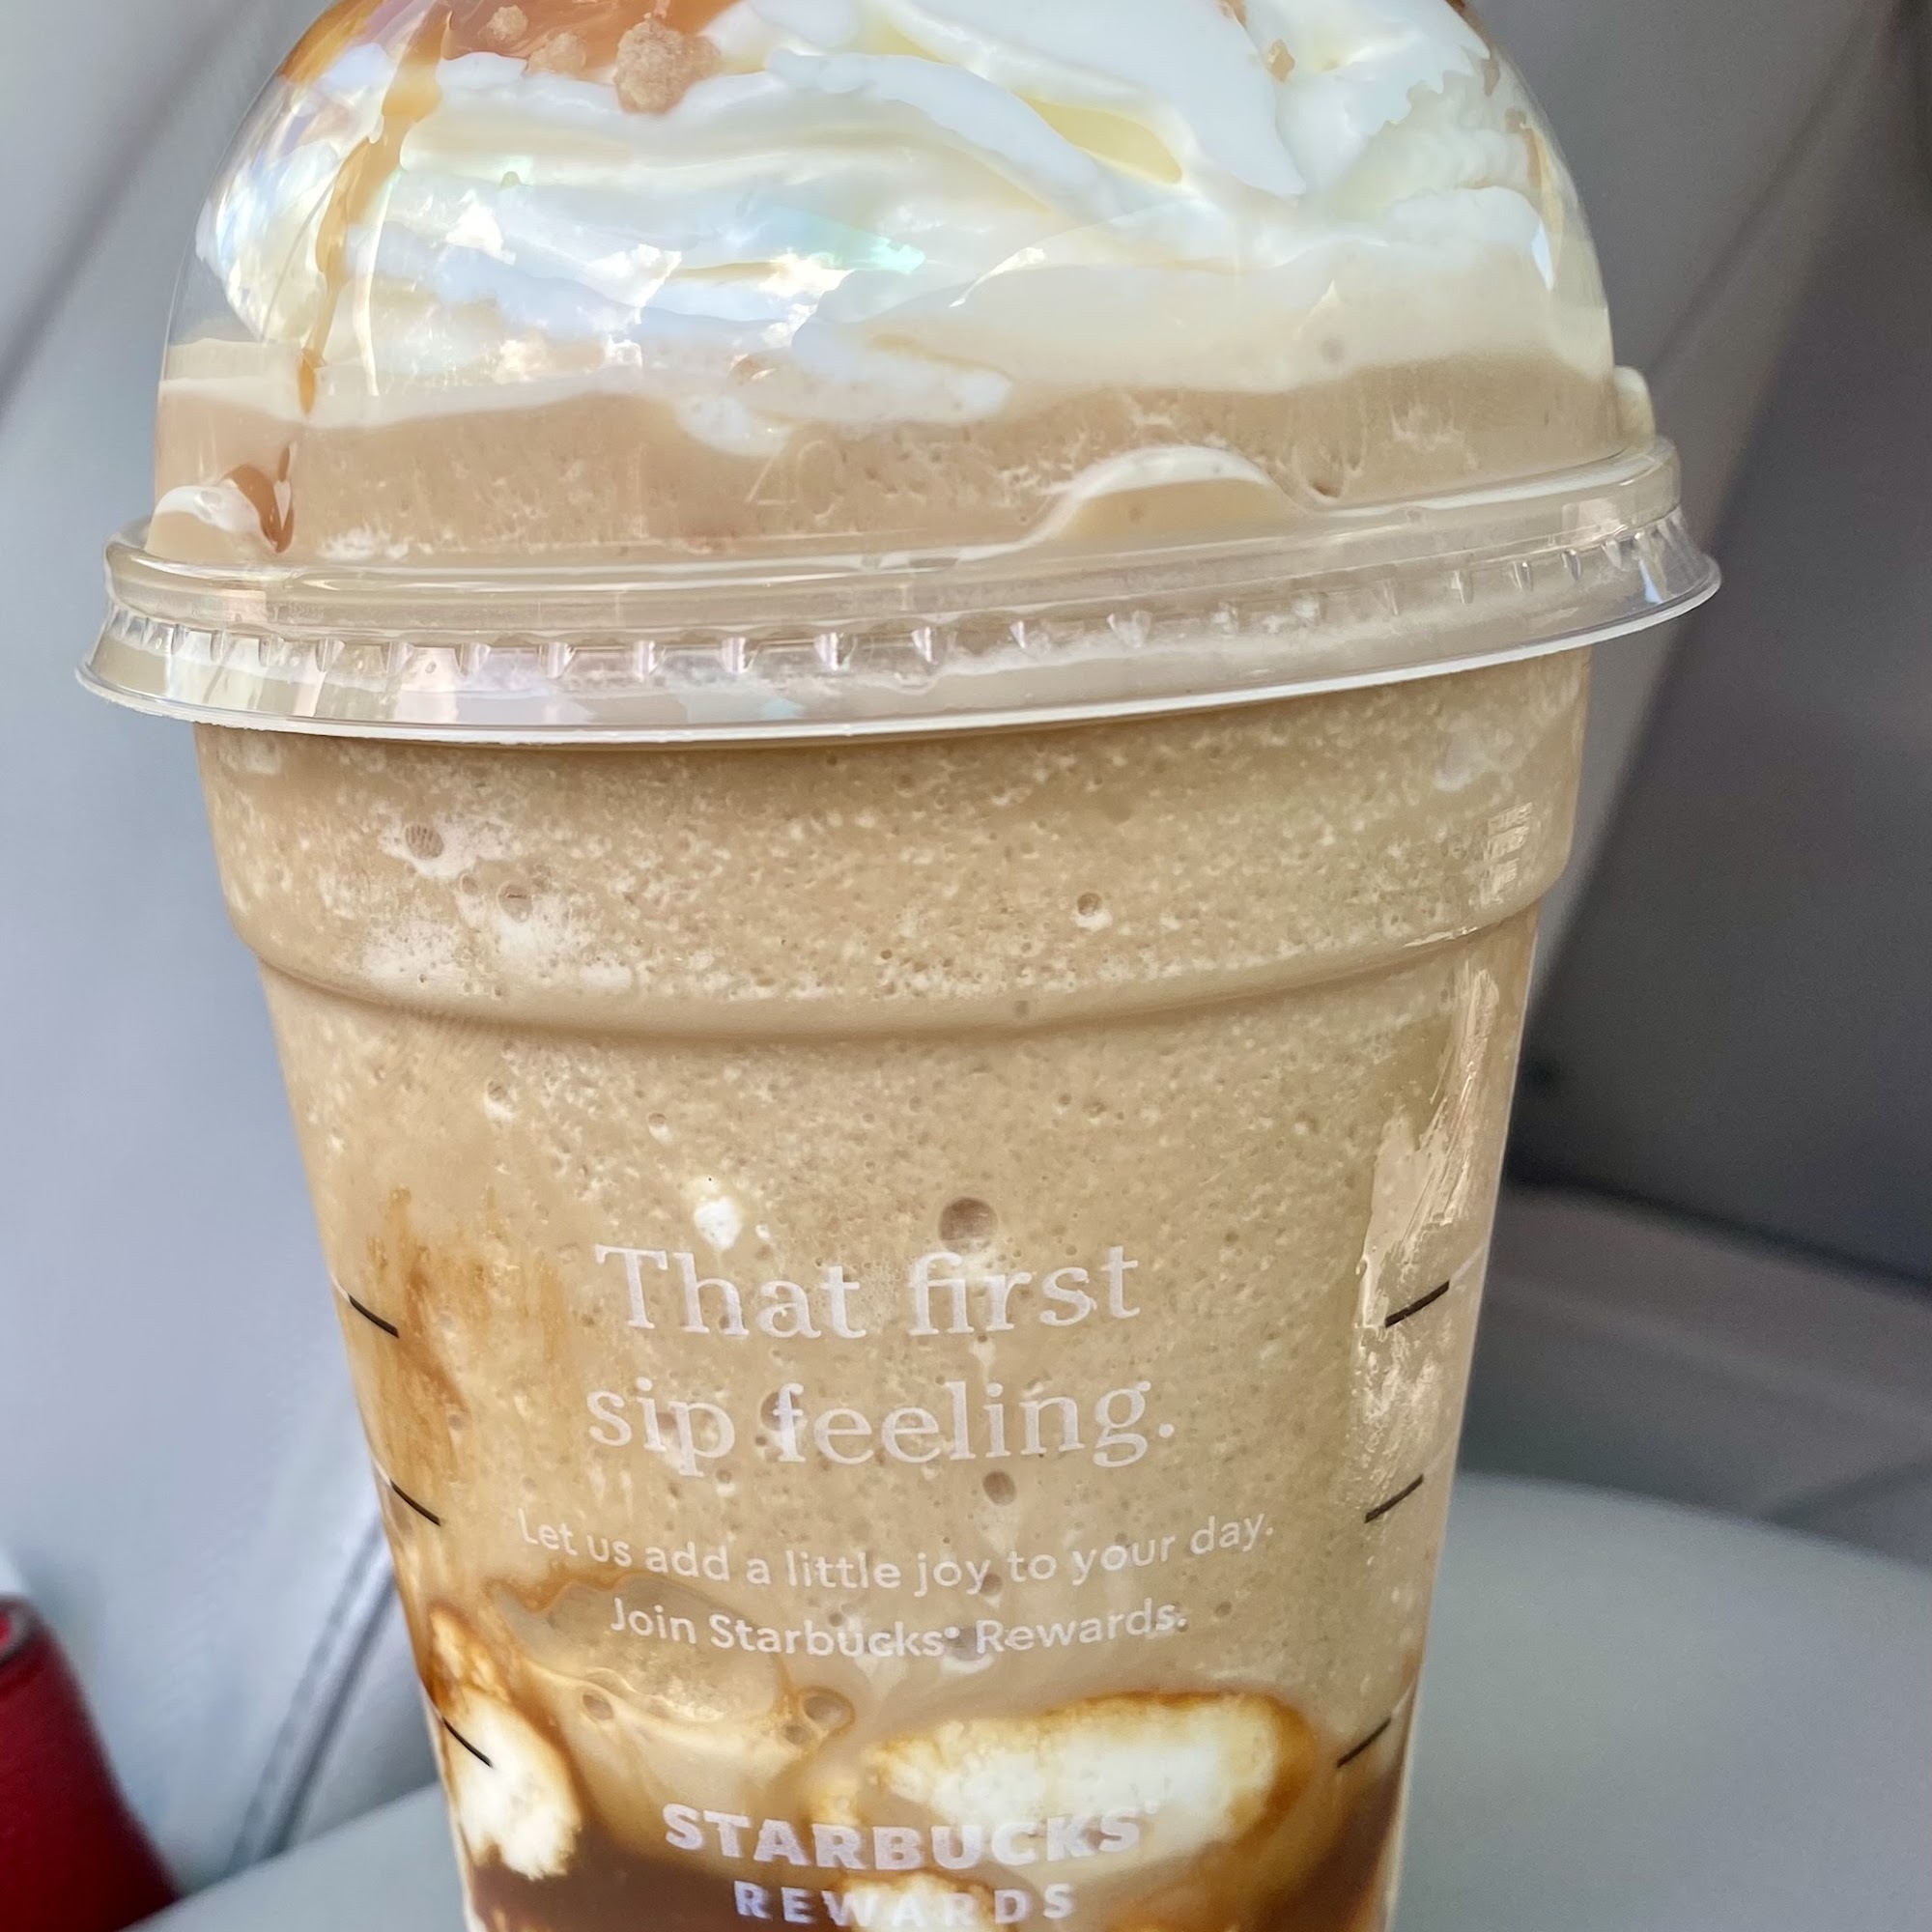 That first
sip feeling.
Let us add a little joy to your day.
Join Starbucks® Rewards.
STARBUCKS®
REWARDS